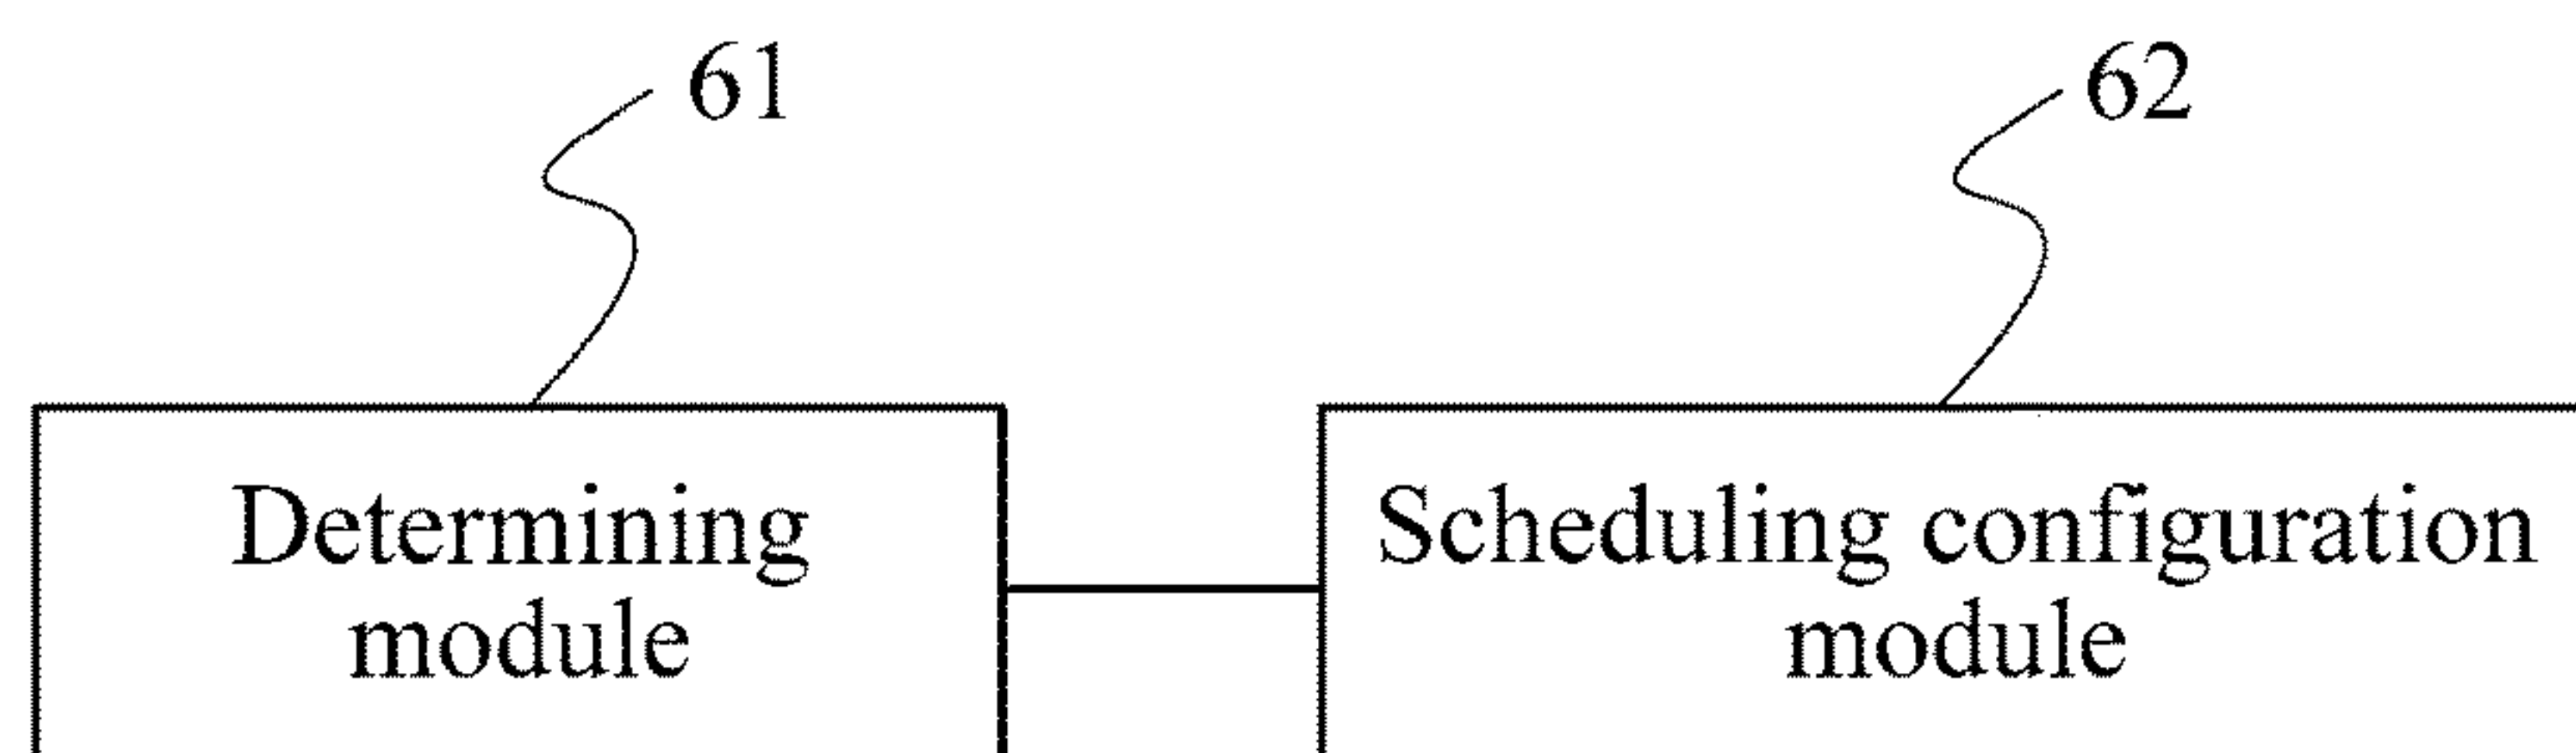 61
62
Determining
module
Scheduling configuration
module